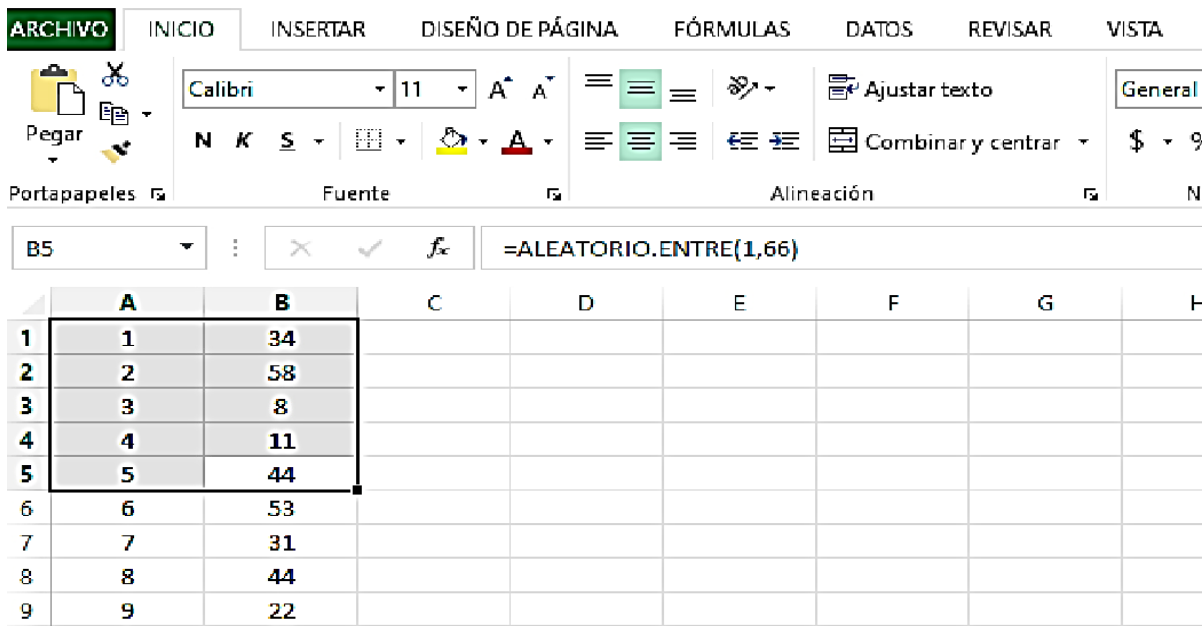 ARCHIVO INICIO INSERTAR DISEÑO DE PÁGINA FÓRMULAS DATOS REVISAR VISTA
Calibri 11 A A Ajustar texto General
Pegar N K S A Combinar y centrar $ %
Portapapeles Fuente Alineación N
B5 fx =ALEATORIO.ENTRE(1,66)
A B C D E F G H
1 1 34
2 2 58
3 3 8
4 4 11
5 5 44
6 6 53
7 7 31
8 8 44
9 9 22